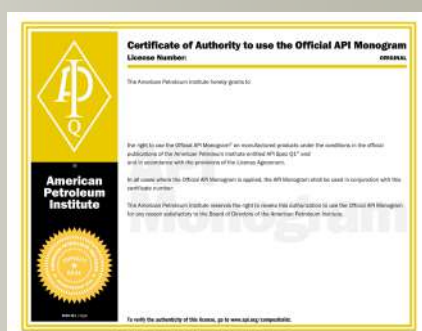 Certificate of Authority to use the Official API Monogram
License Number: ORIGINAL
The American Petroleum Institute hereby grants to
the right to use the Official API Monogram® on manufactured products under the conditions in the official
publications of the American Petroleum Institute entitled API Spec Q1® and
and in accordance with the provisions of the License Agreement.
In all cases where the Official API Monogram is applied, the API Monogram shall be used in conjunction with this
certificate number:
The American Petroleum Institute reserves the right to revoke this authorization to use the Official API Monogram
for any reason satisfactory to the Board of Directors of the American Petroleum Institute.
API
Q
American
Petroleum
Institute
Monogram
To verify the authenticity of this license, go to www.api.org/compositelist.